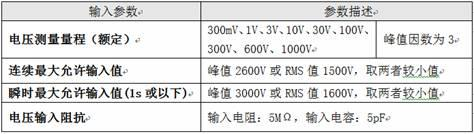 输入参数
参数描述
电压测量量程（额定）
300mV、1V、3V、10V、30V、100V、
300V、600V、1000V
峰值因数为 3
连续最大允许输入值
峰值 2600V 或 RMS 值 1500V，取两者较小值
瞬时最大允许输入值(1s 或以下)
峰值 3000V 或 RMS 值 1600V，取两者较小值
电压输入阻抗
输入电阻：5MΩ，输入电容：5pF